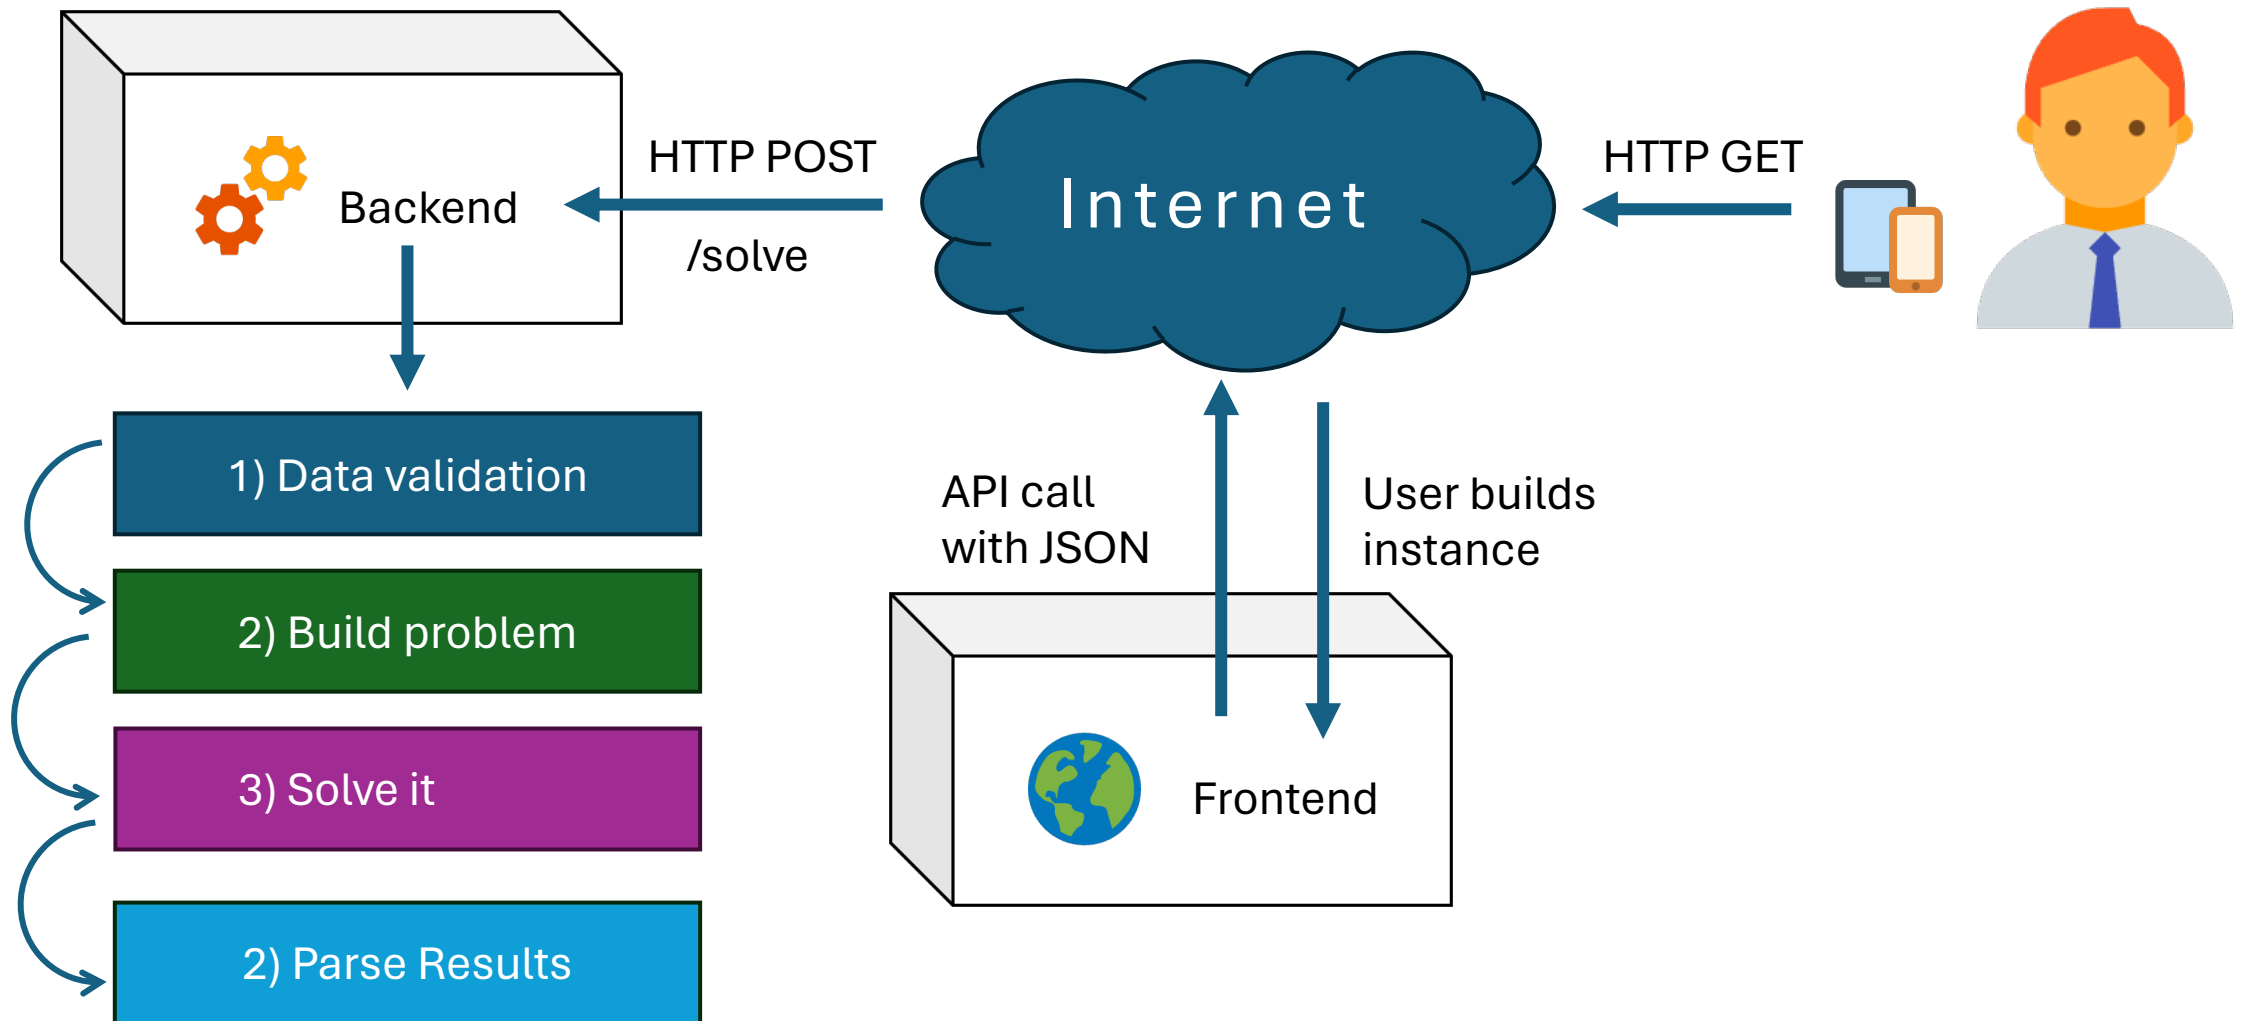 HTTP POST
HTTP GET
Internet
Backend
/solve
1) Data validation
API call
with JSON
User builds
instance
2) Build problem
3) Solve it
Frontend
2) Parse Results